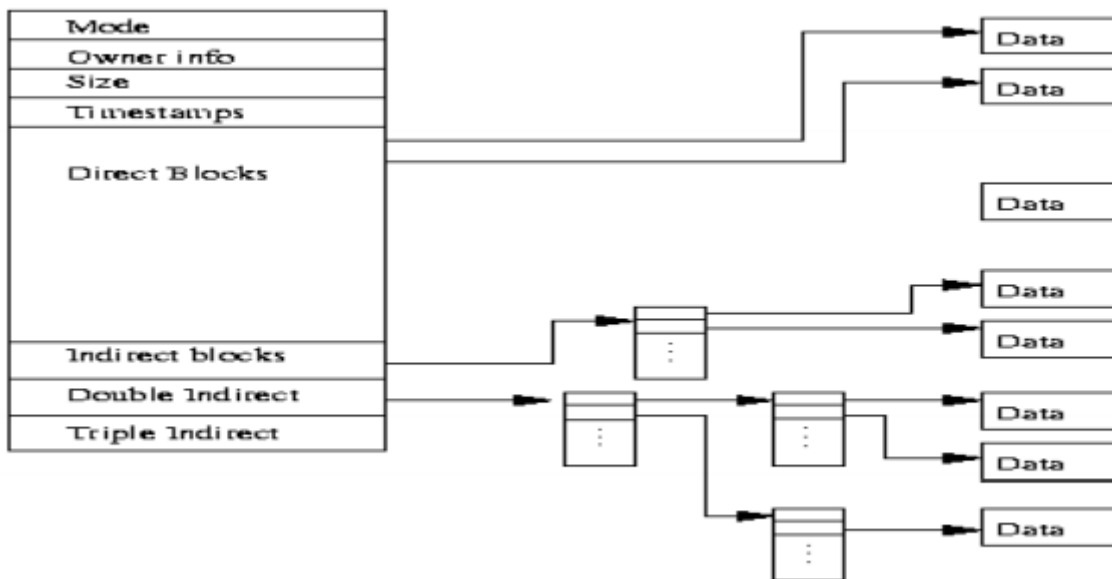 Mode
Owner info
Size
Timestamps
Direct Blocks
Indirect blocks
Double Indirect
Triple Indirect
Data
Data
Data
Data
Data
Data
Data
Data